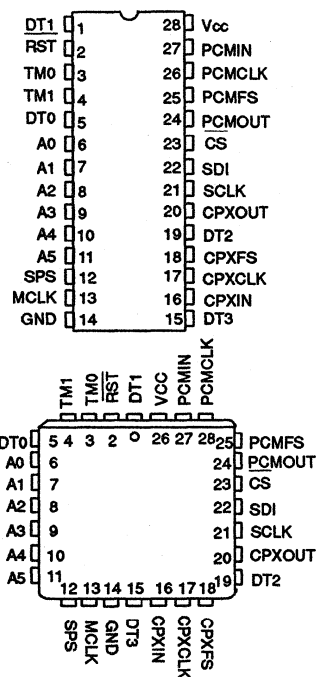 DT1 1 28 Vcc
RST 2 27 PCMIN
TM0 3 26 PCMCLK
TM1 4 25 PCMFS
DT0 5 24 PCMOUT
A0 6 23 CS
A1 7 22 SDI
A2 8 21 SCLK
A3 9 20 CPXOUT
A4 10 19 DT2
A5 11 18 CPXFS
SPS 12 17 CPXCLK
MCLK 13 16 CPXIN
GND 14 15 DT3
TM1 TM0 RST DT1 VCC PCMIN PCMCLK
DT0 5 4 3 2 26 27 28 25 PCMFS
A0 6 24 PCMOUT
A1 7 23 CS
A2 8 22 SDI
A3 9 21 SCLK
A4 10 20 CPXOUT
A5 11 19 DT2
12 13 14 15 16 17 18
SPS MCLK GND DT3 CPXIN CPXCLK CPXFS